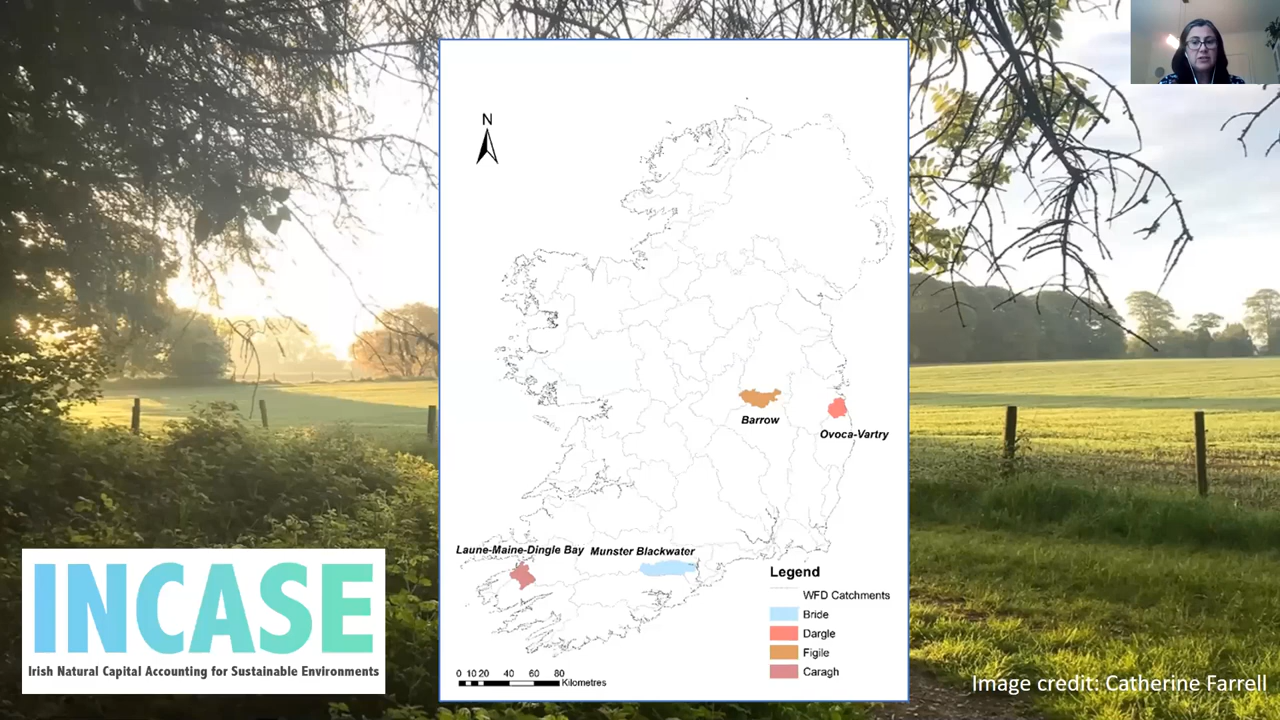 N
Barrow
Ovoca-Vartry
Laune-Maine-Dingle Bay Munster Blackwater
Legend
WFD Catchments
Bride
Dargle
Figile
Caragh
0 10 20 40 60 80
Kilometres
INCASE
Irish Natural Capital Accounting for Sustainable Environments
Image credit: Catherine Farrell